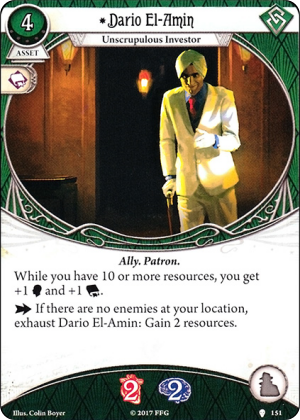 4
*Dario El-Amin
Unscrupulous Investor
ASSET
Ally. Patron.
While you have 10 or more resources, you get
+1 and +1 .
If there are no enemies at your location,
exhaust Dario El-Amin: Gain 2 resources.
2 2
Illus. Colin Boyer © 2017 FFG 151